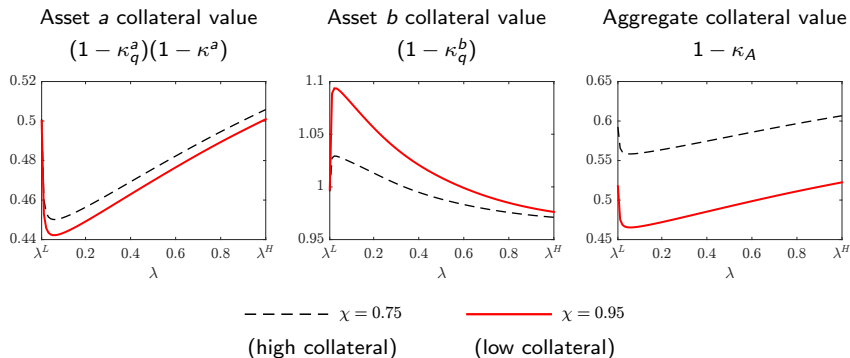 Asset a collateral value
(1 − κ_q^a)(1 − κ^a)
0.52
0.5
0.48
0.46
0.44
λ^L 0.2 0.4 0.6 0.8 λ^H
λ
Asset b collateral value
(1 − κ_q^b)
1.1
1.05
1
0.95
λ^L 0.2 0.4 0.6 0.8 λ^H
λ
Aggregate collateral value
1 − κ_A
0.65
0.6
0.55
0.5
0.45
λ^L 0.2 0.4 0.6 0.8 λ^H
λ
χ = 0.75
(high collateral)
χ = 0.95
(low collateral)